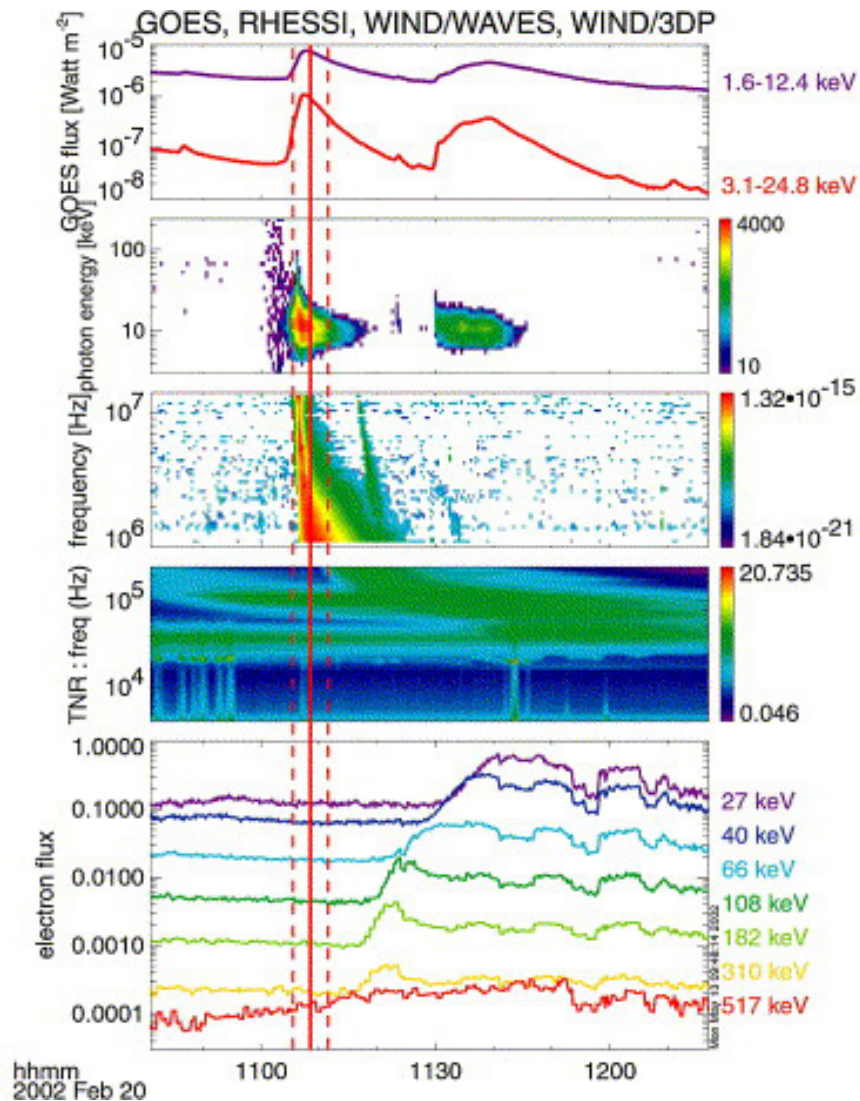 GOES, RHESSI, WIND/WAVES, WIND/3DP
GOES flux [Watt m⁻²]
10⁻⁵
10⁻⁶
10⁻⁷
10⁻⁸
1.6-12.4 keV
3.1-24.8 keV
photon energy [keV]
100
10
4000
10
frequency [Hz]
10⁷
10⁶
1.32•10⁻¹⁵
1.84•10⁻²¹
TNR : freq (Hz)
10⁵
10⁴
20.735
0.046
electron flux
1.0000
0.1000
0.0100
0.0010
0.0001
27 keV
40 keV
66 keV
108 keV
182 keV
310 keV
517 keV
hhmm
1100
1130
1200
2002 Feb 20